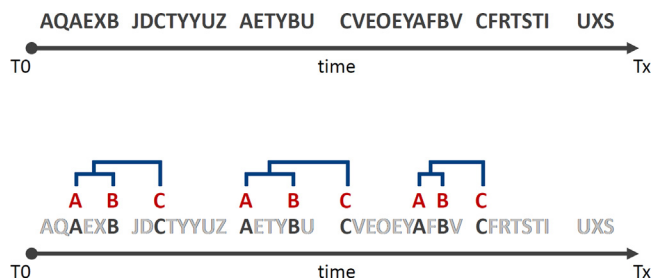 AQAEXB JDCTYYUZ AETYBU CVEOEYAFBV CFRTSTI UXS
T0 time Tx
A B C A B C A B C
AQAEXB JDCTYYUZ AETYBU CVEOEYAFBV CFRTSTI UXS
T0 time Tx